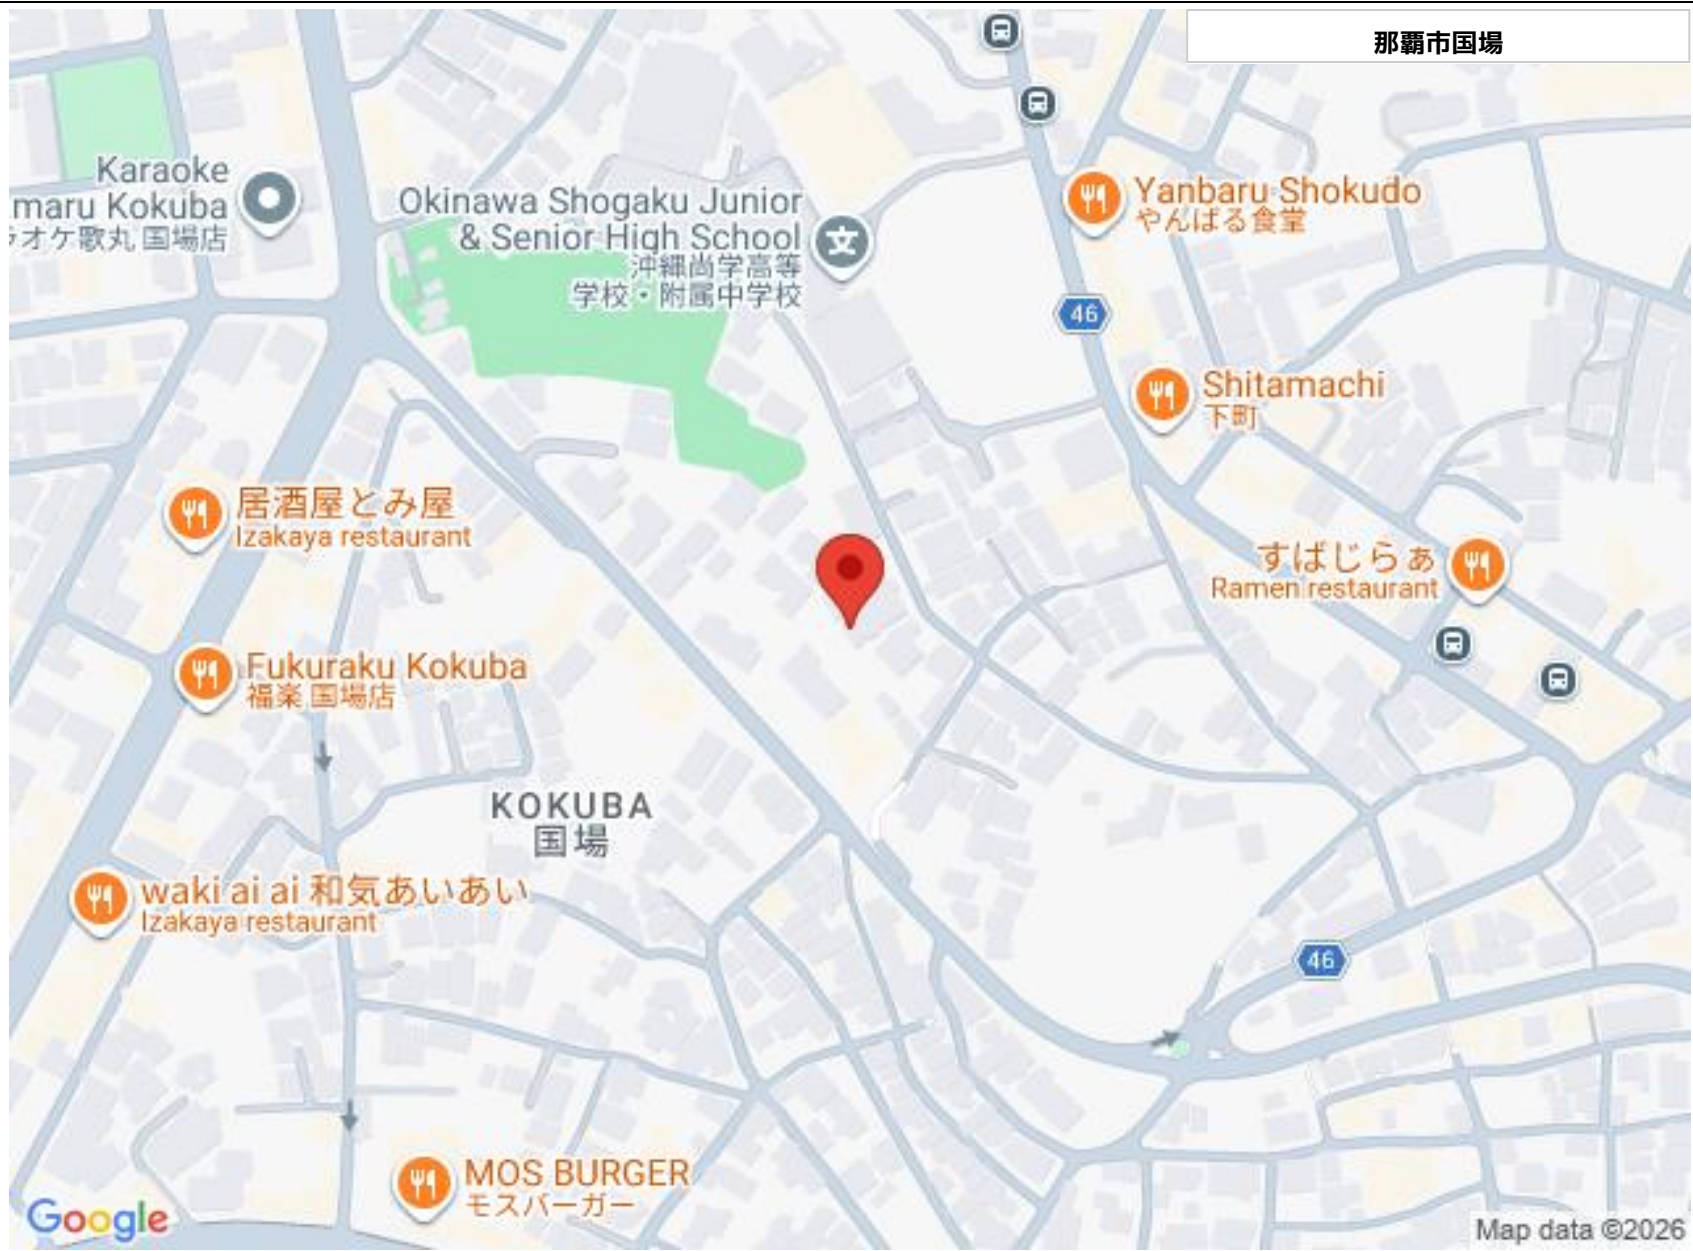 那覇市国場
Karaoke
maru Kokuba
オケ歌丸 国場店
Okinawa Shogaku Junior
& Senior High School
沖縄尚学高等
学校・附属中学校
Yanbaru Shokudo
やんばる食堂
46
Shitamachi
下町
居酒屋とみ屋
Izakaya restaurant
すばじらぁ
Ramen restaurant
Fukuraku Kokuba
福楽 国場店
KOKUBA
国場
waki ai ai 和気あいあい
Izakaya restaurant
46
MOS BURGER
モスバーガー
Google
Map data ©2026